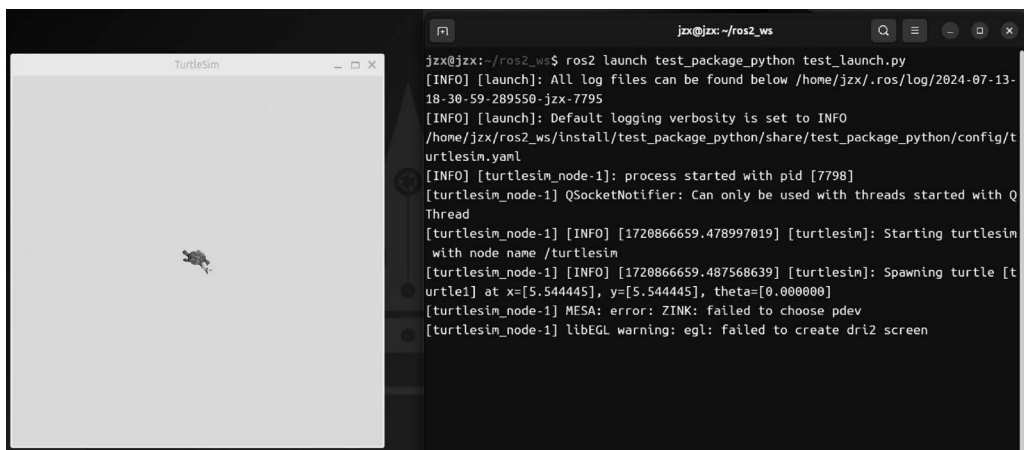 TurtleSim
jzx@jzx: ~/ros2_ws
jzx@jzx:~/ros2_ws$ ros2 launch test_package_python test_launch.py
[INFO] [launch]: All log files can be found below /home/jzx/.ros/log/2024-07-13-
18-30-59-289550-jzx-7795
[INFO] [launch]: Default logging verbosity is set to INFO
/home/jzx/ros2_ws/install/test_package_python/share/test_package_python/config/t
urtlesim.yaml
[INFO] [turtlesim_node-1]: process started with pid [7798]
[turtlesim_node-1] QSocketNotifier: Can only be used with threads started with Q
Thread
[turtlesim_node-1] [INFO] [1720866659.478997019] [turtlesim]: Starting turtlesim
 with node name /turtlesim
[turtlesim_node-1] [INFO] [1720866659.487568639] [turtlesim]: Spawning turtle [t
urtle1] at x=[5.544445], y=[5.544445], theta=[0.000000]
[turtlesim_node-1] MESA: error: ZINK: failed to choose pdev
[turtlesim_node-1] libEGL warning: egl: failed to create dri2 screen